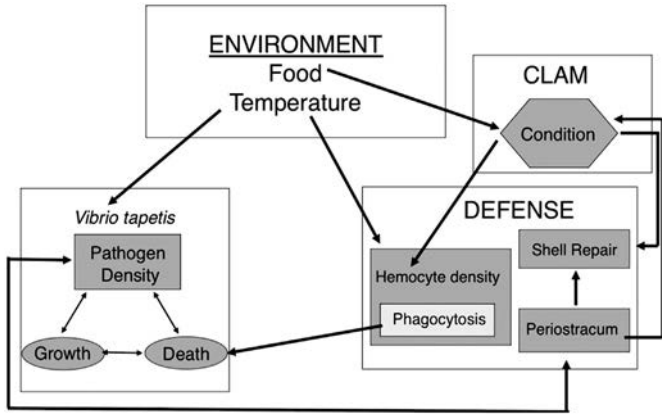 ENVIRONMENT
Food
Temperature
CLAM
Condition
Vibrio tapetis
Pathogen
Density
Growth
Death
DEFENSE
Hemocyte density
Phagocytosis
Shell Repair
Periostracum